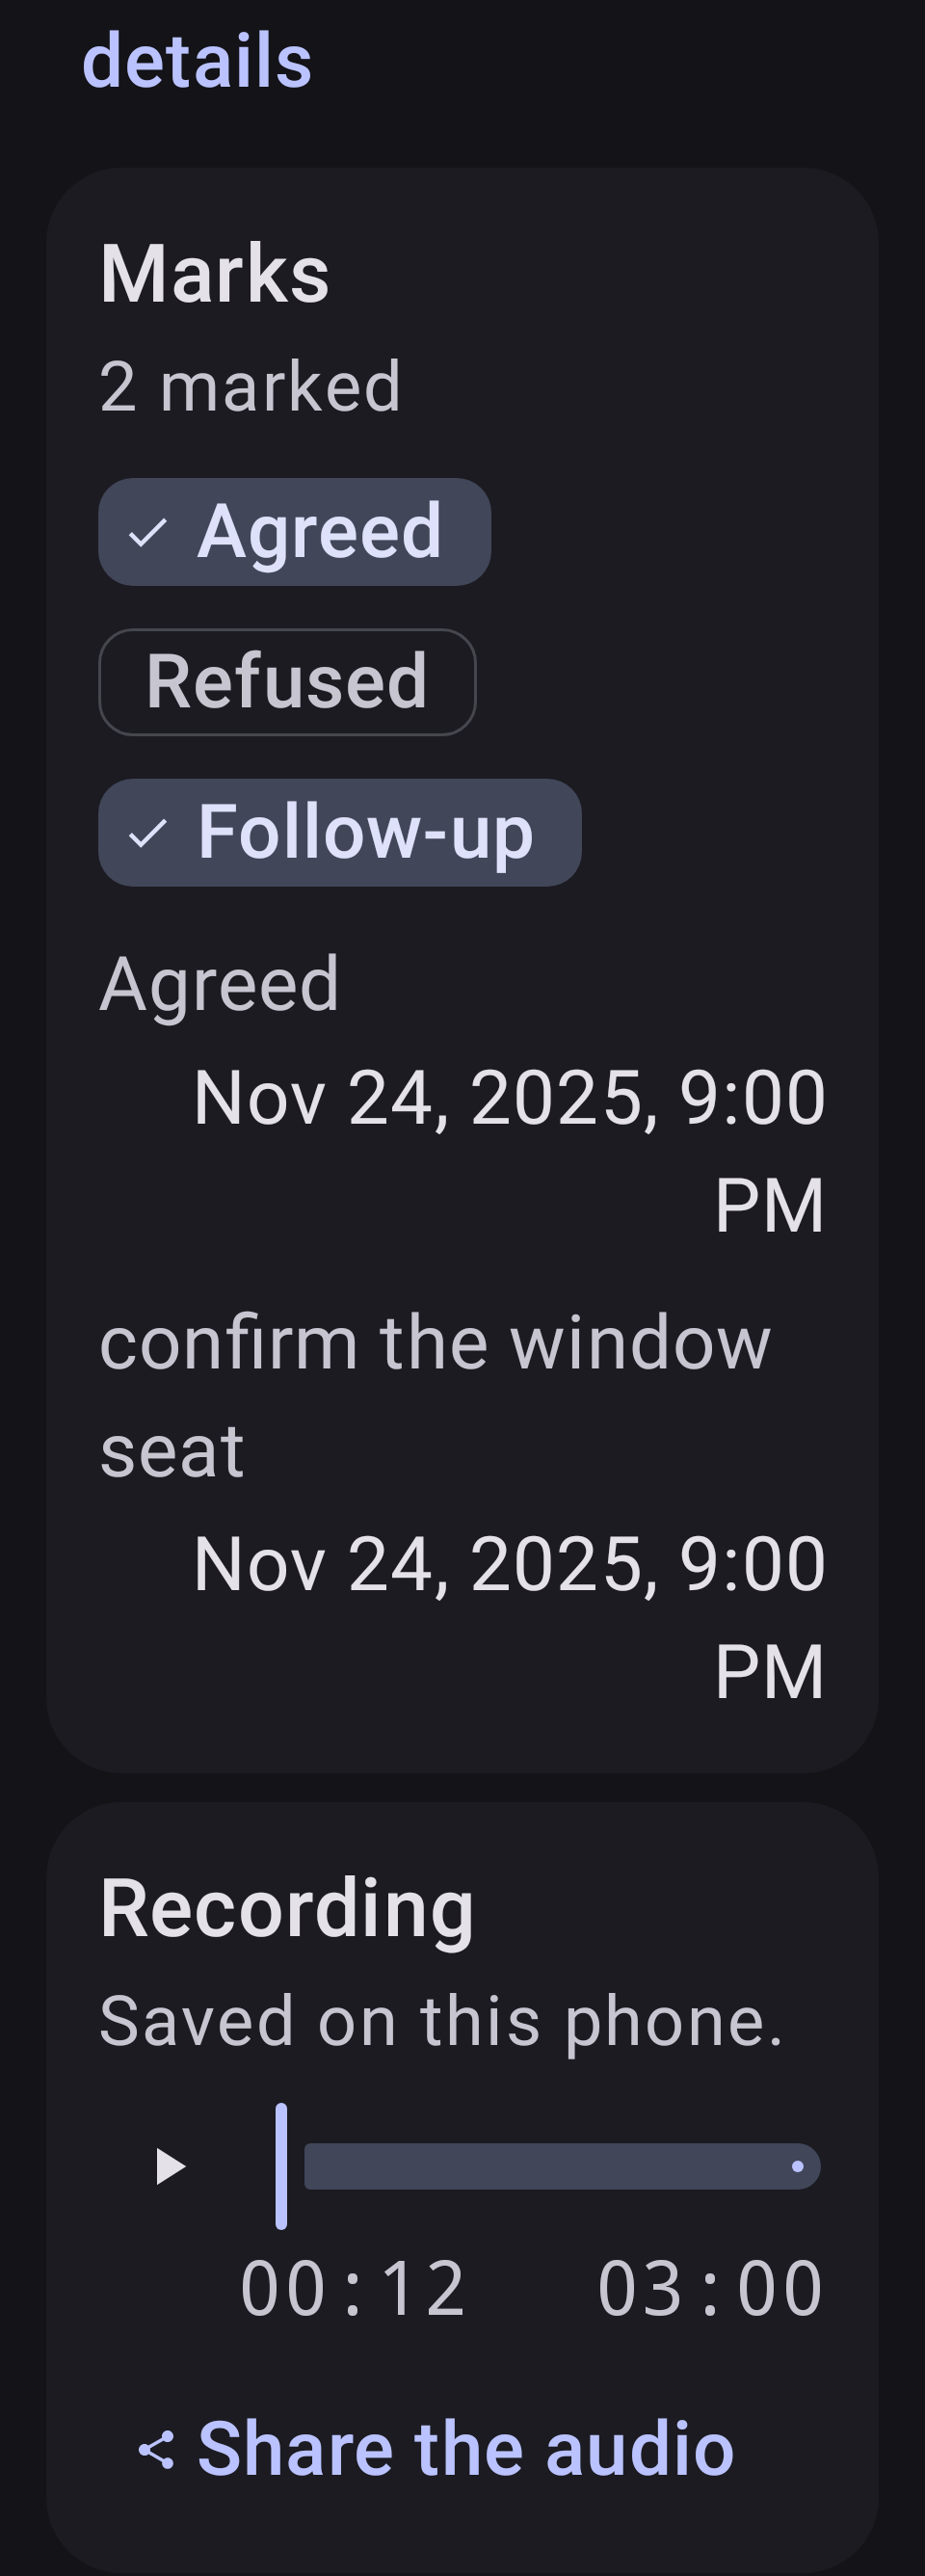 details
Marks
2 marked
Agreed
Refused
Follow-up
Agreed
Nov 24, 2025, 9:00
PM
confirm the window
seat
Nov 24, 2025, 9:00
PM
Recording
Saved on this phone.
00:12 03:00
Share the audio